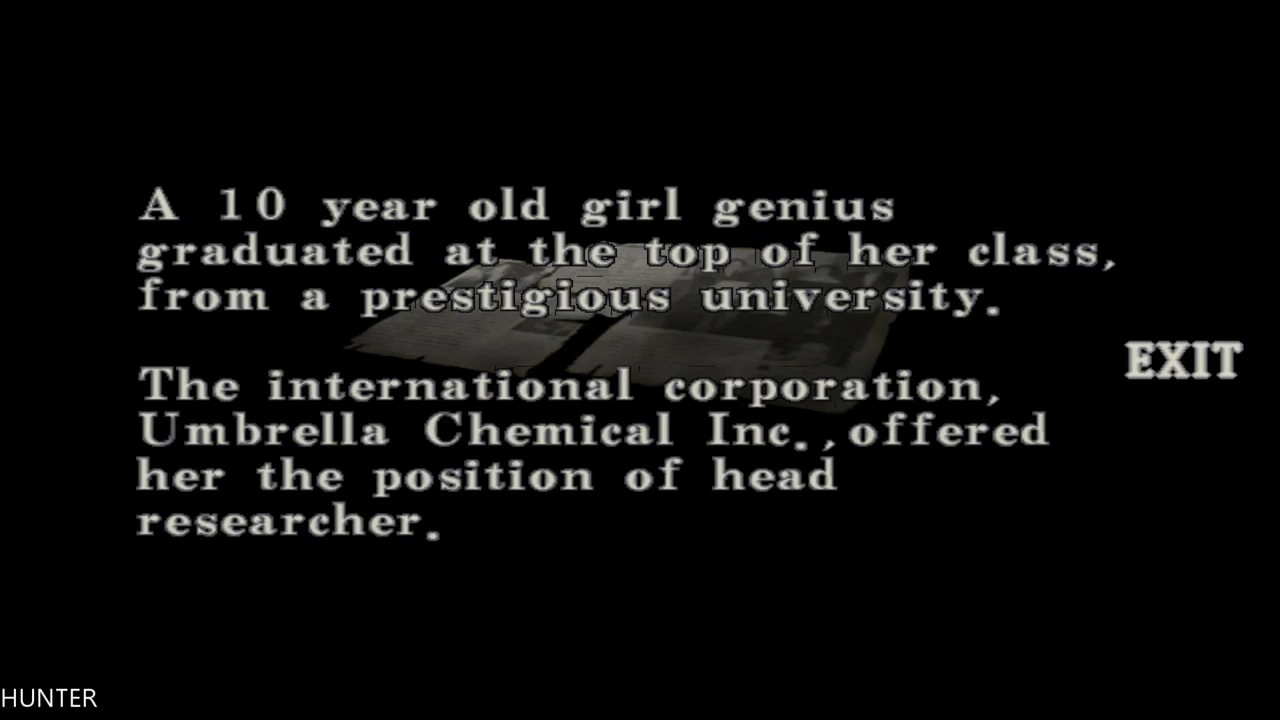 A 10 year old girl genius
graduated at the top of her class,
from a prestigious university.
The international corporation,
Umbrella Chemical Inc.,offered
her the position of head
researcher.
EXIT
HUNTER